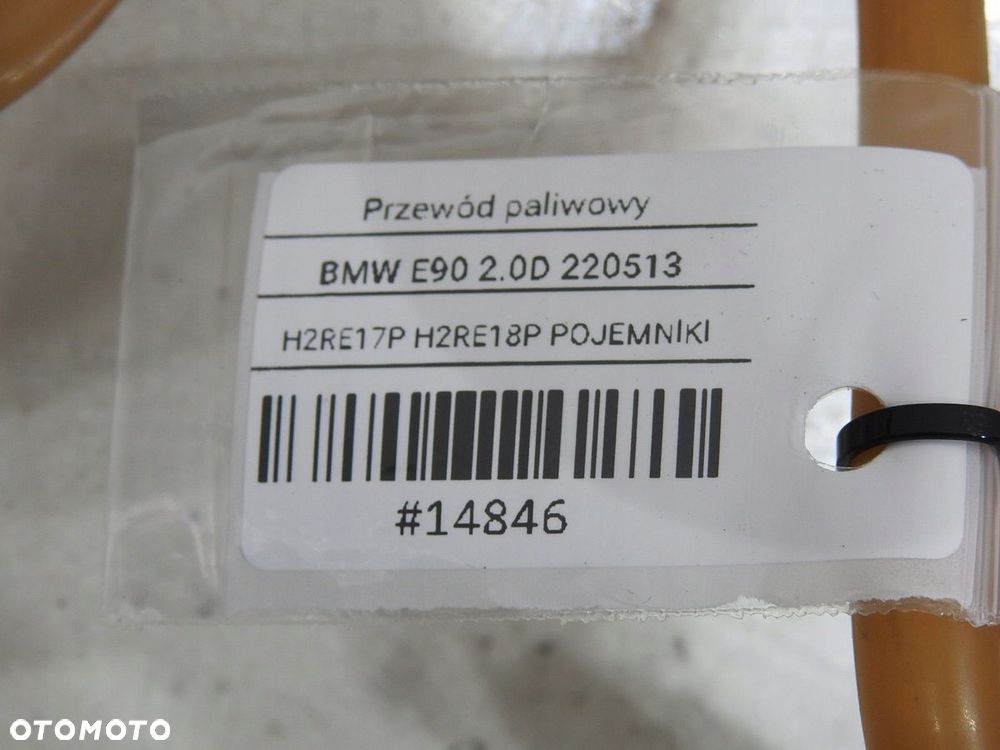 Przewód paliwowy
BMW E90 2.0D 220513
H2RE17P H2RE18P POJEMNIKI
#14846
OTOMOTO